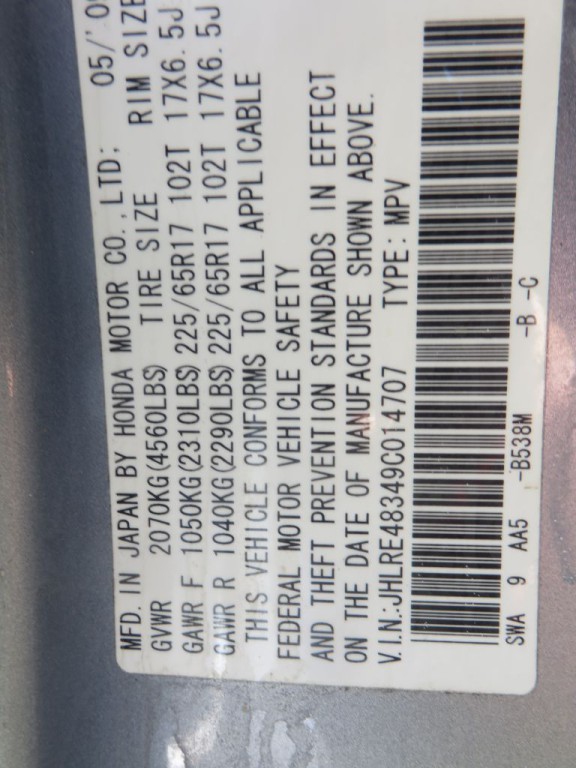 MFD. IN JAPAN BY HONDA MOTOR CO., LTD; 05/'0
GVWR 2070KG(4560LBS) TIRE SIZE RIM SIZE
GAWR F 1050KG(2310LBS) 225/65R17 102T 17X6.5J
GAWR R 1040KG(2290LBS) 225/65R17 102T 17X6.5J
THIS VEHICLE CONFORMS TO ALL APPLICABLE
FEDERAL MOTOR VEHICLE SAFETY
AND THEFT PREVENTION STANDARDS IN EFFECT
ON THE DATE OF MANUFACTURE SHOWN ABOVE.
V.I.N.:JHLRE48349C014707 TYPE: MPV
SWA 9 AA5 -B538M -B -C